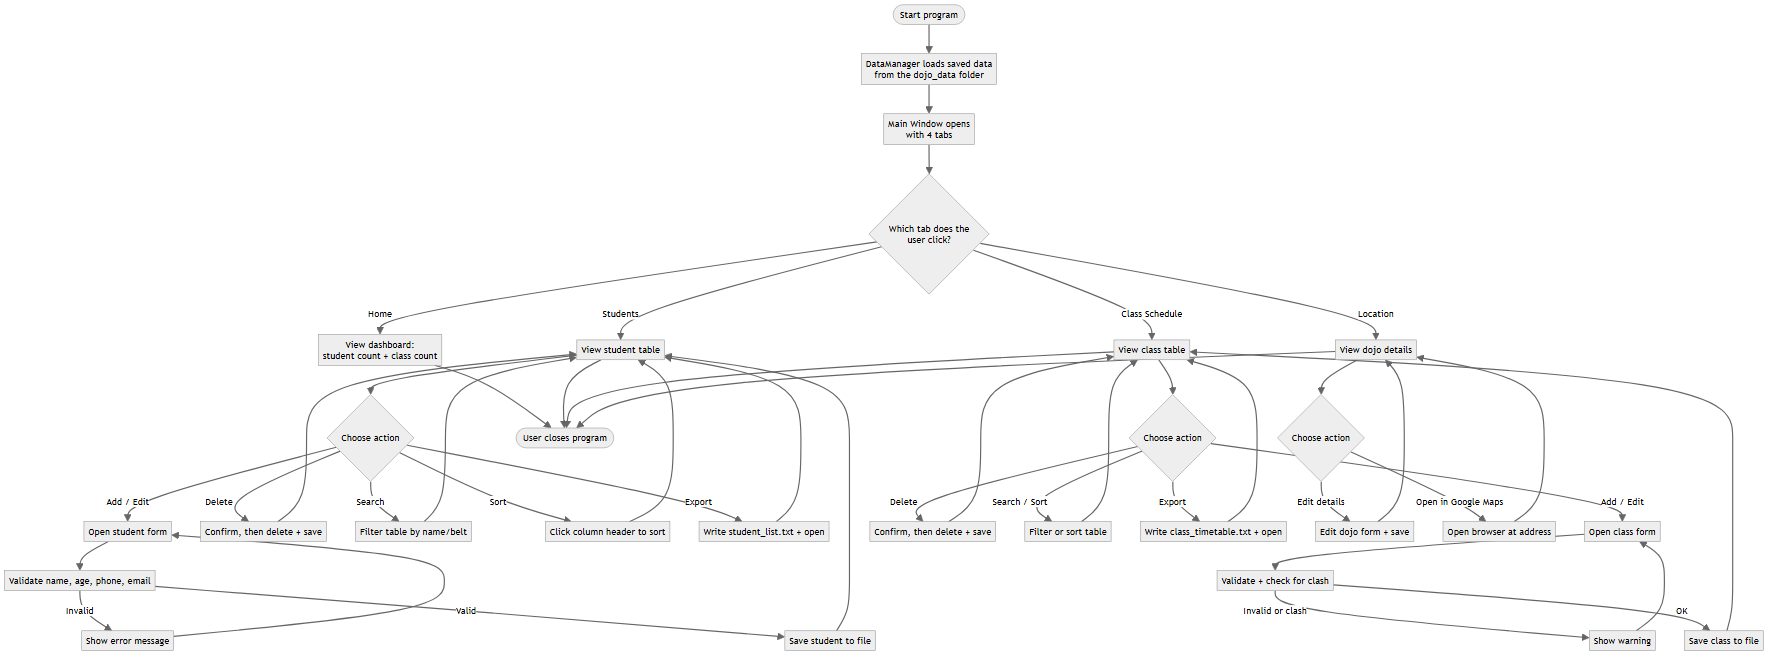 Start program
DataManager loads saved data
from the dojo_data folder
Main Window opens
with 4 tabs
Which tab does the
user click?
Home
Students
Class Schedule
Location
View dashboard:
student count + class count
View student table
View class table
View dojo details
Choose action
User closes program
Choose action
Choose action
Add / Edit
Delete
Search
Sort
Export
Delete
Search / Sort
Export
Edit details
Open in Google Maps
Add / Edit
Open student form
Confirm, then delete + save
Filter table by name/belt
Click column header to sort
Write student_list.txt + open
Confirm, then delete + save
Filter or sort table
Write class_timetable.txt + open
Edit dojo form + save
Open browser at address
Open class form
Validate name, age, phone, email
Validate + check for clash
Invalid
Valid
Invalid or clash
OK
Show error message
Save student to file
Show warning
Save class to file